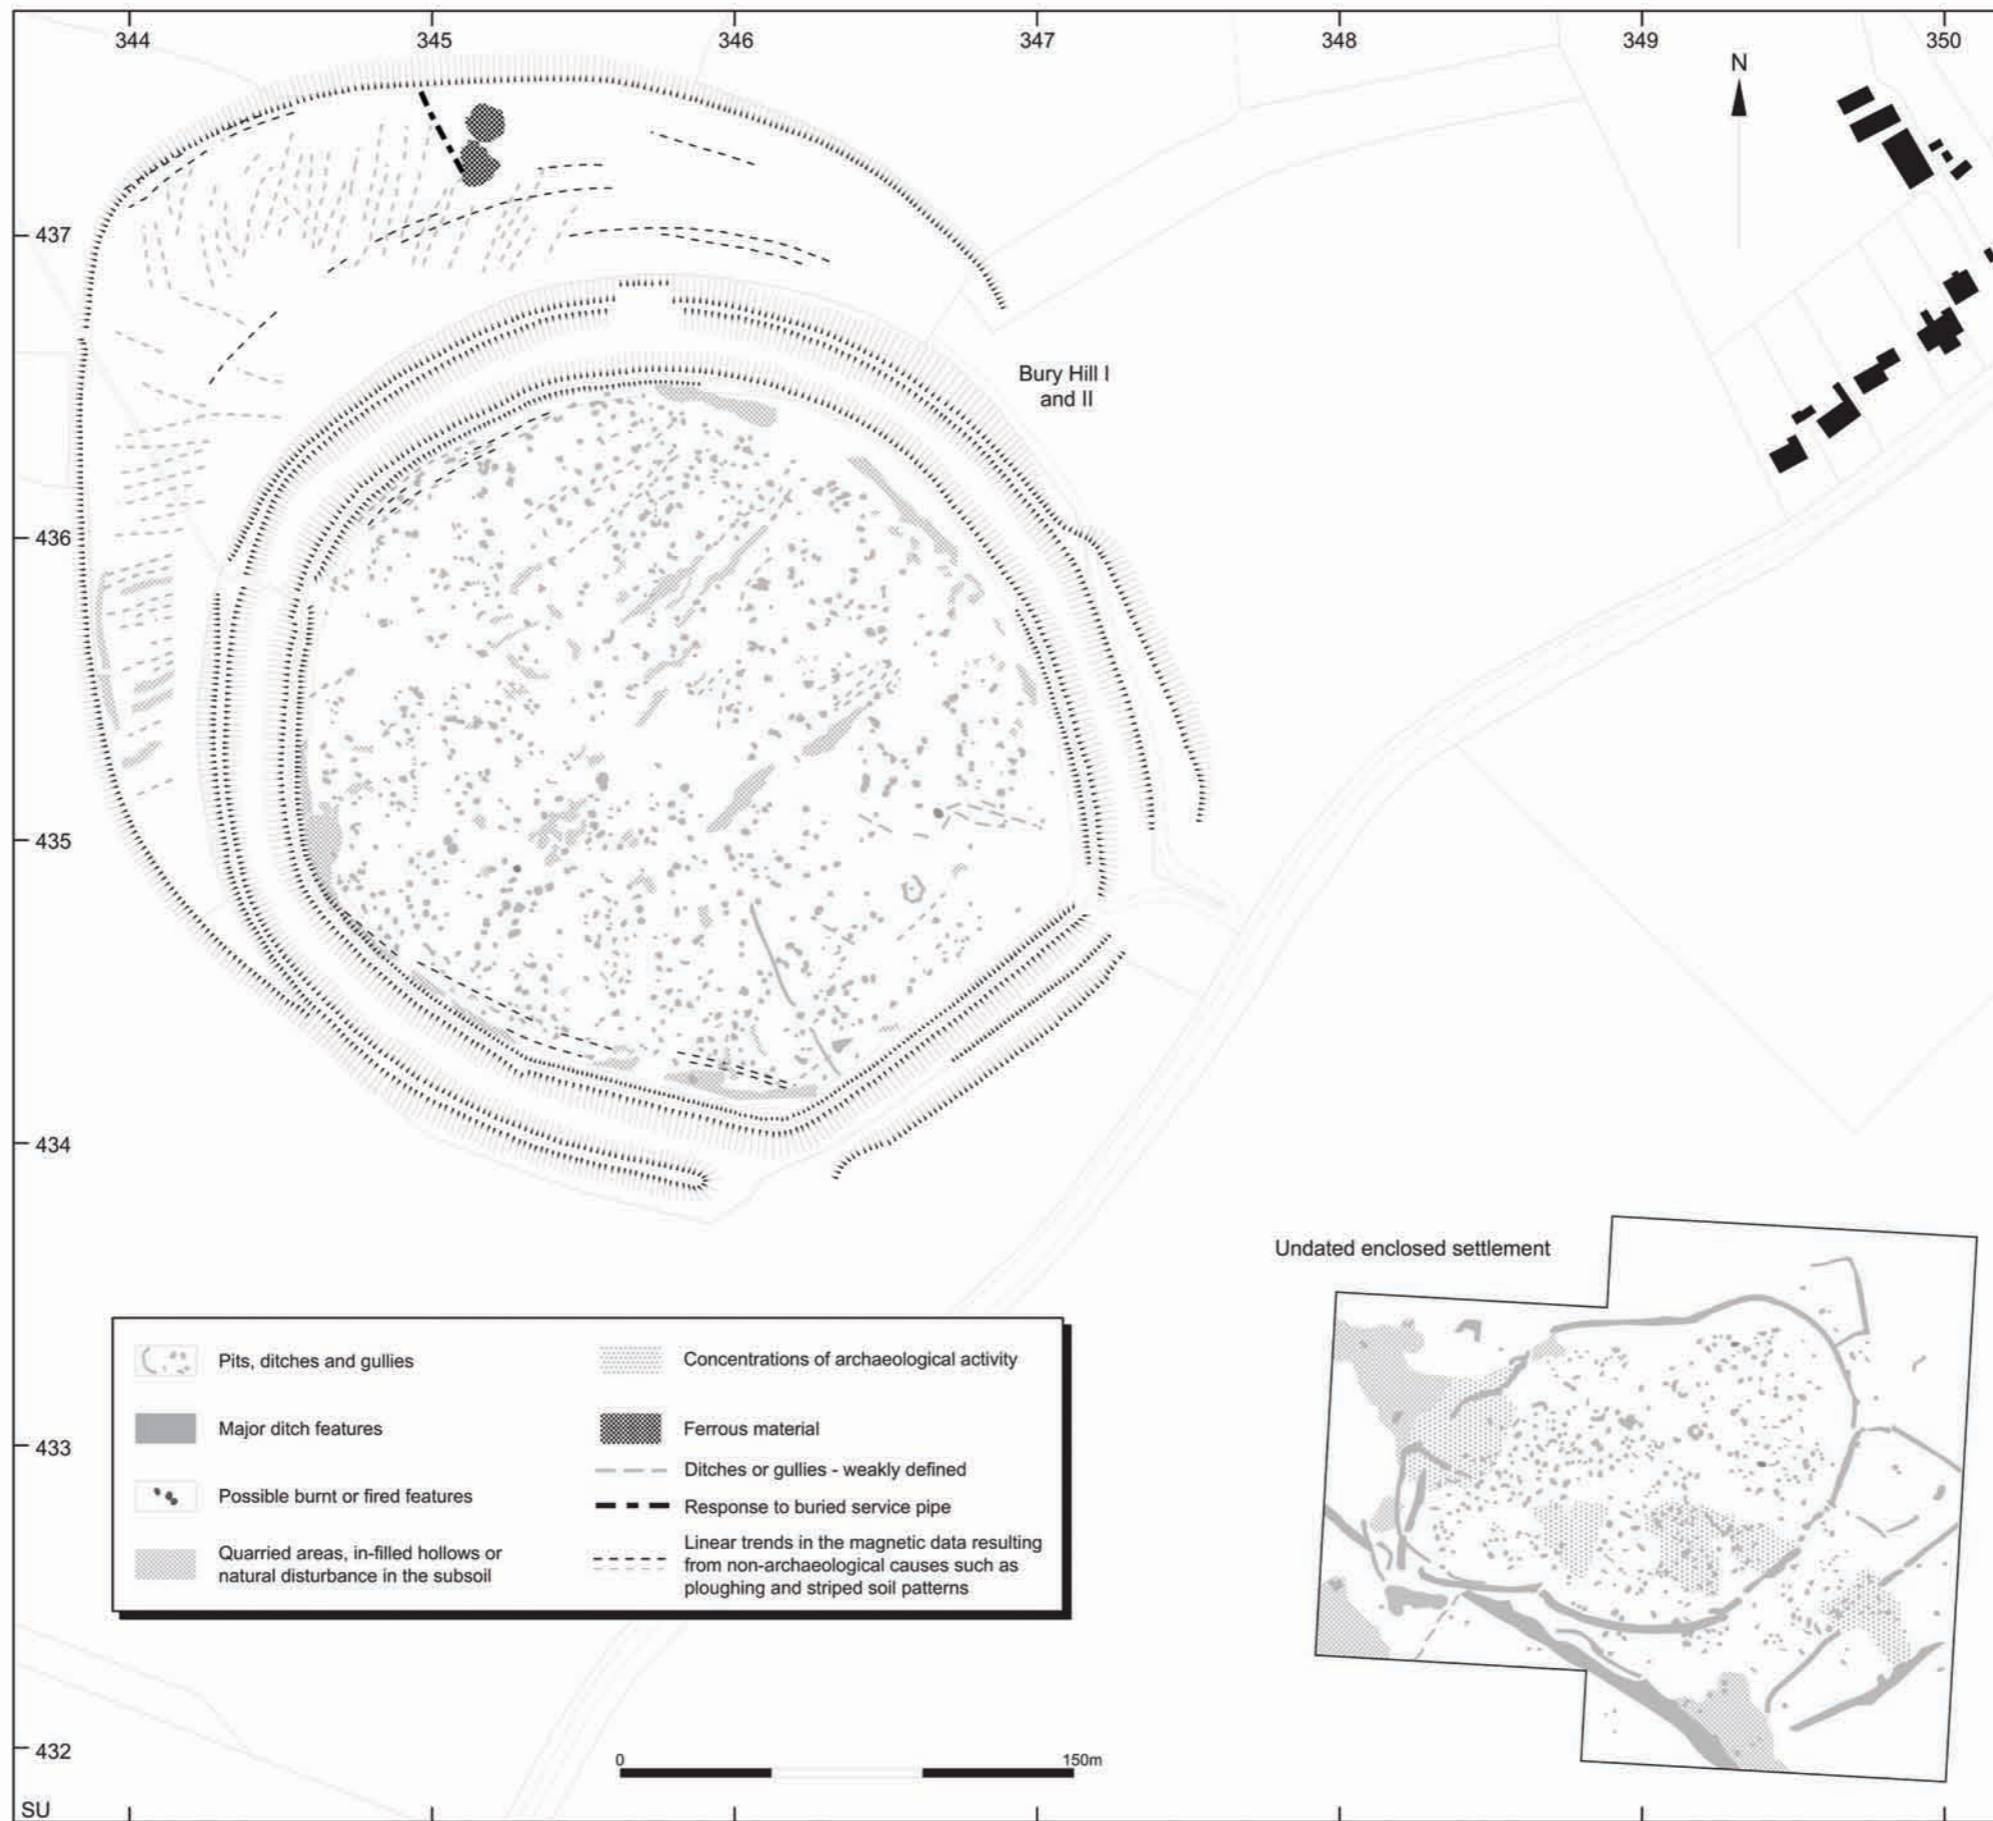 344
345
346
347
348
349
350
N
437
Bury Hill I
and II
436
435
434
Undated enclosed settlement
Pits, ditches and gullies
Major ditch features
Possible burnt or fired features
Quarried areas, in-filled hollows or
natural disturbance in the subsoil
Concentrations of archaeological activity
Ferrous material
Ditches or gullies - weakly defined
Response to buried service pipe
Linear trends in the magnetic data resulting
from non-archaeological causes such as
ploughing and striped soil patterns
433
432
0
150m
SU